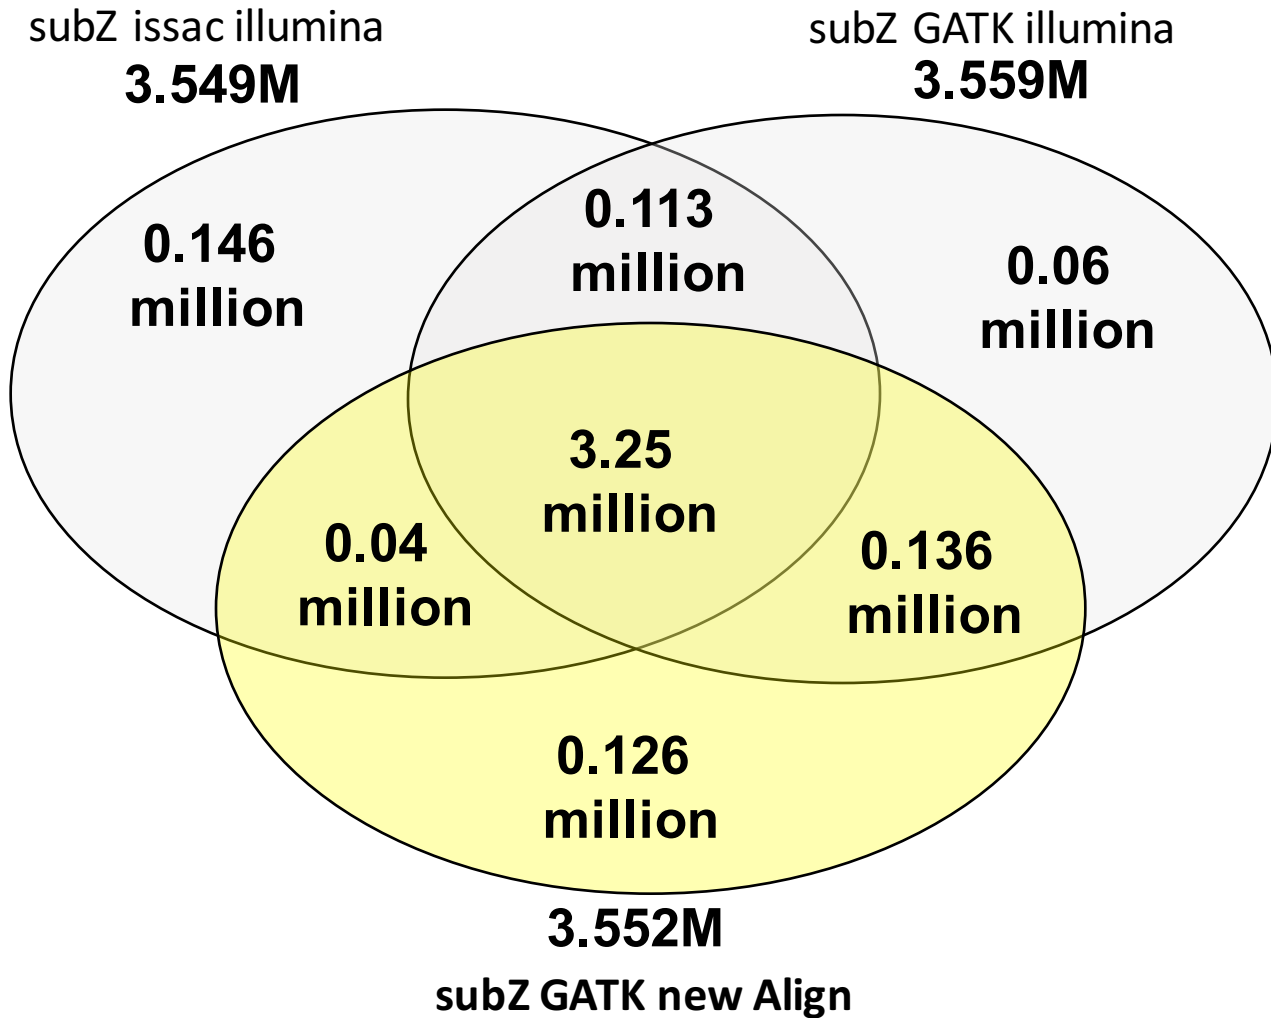 subZ issac illumina
3.549M
subZ GATK illumina
3.559M
0.146
million
0.113
million
0.06
million
3.25
million
0.04
million
0.136
million
0.126
million
3.552M
subZ GATK new Align